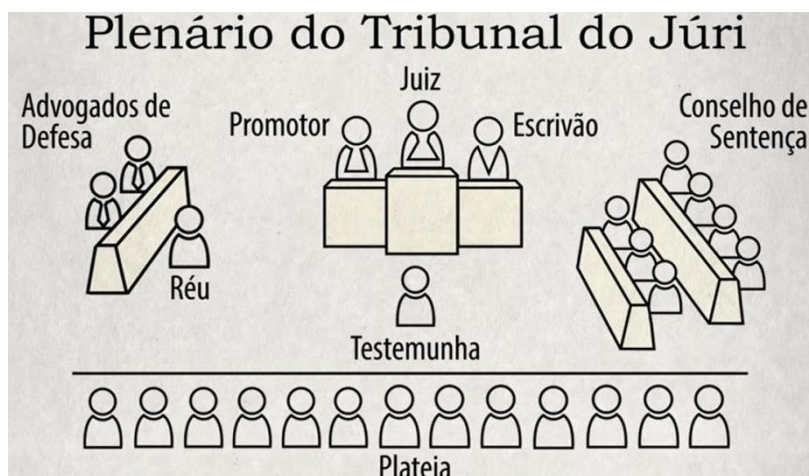 Plenário do Tribunal do Júri
Juiz
Advogados de
Defesa
Promotor
Escrivão
Conselho de
Sentença
Réu
Testemunha
Plateia